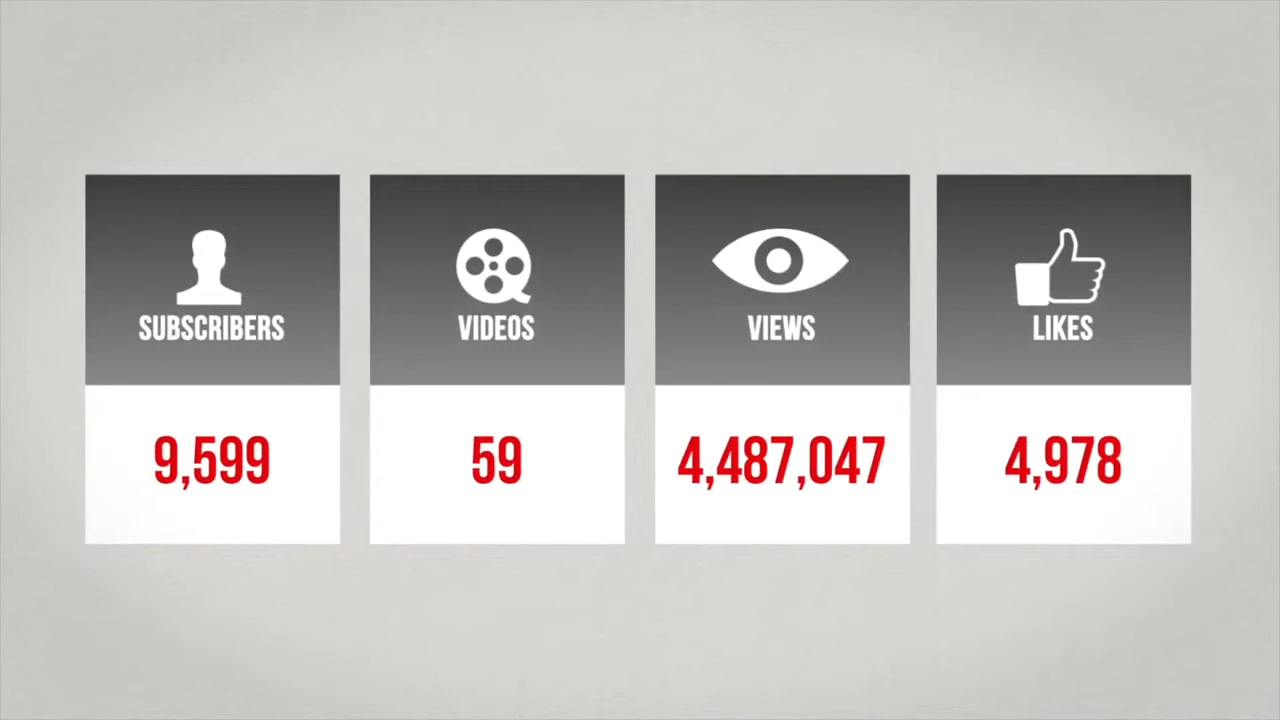 SUBSCRIBERS
9,599
VIDEOS
59
VIEWS
4,487,047
LIKES
4,978